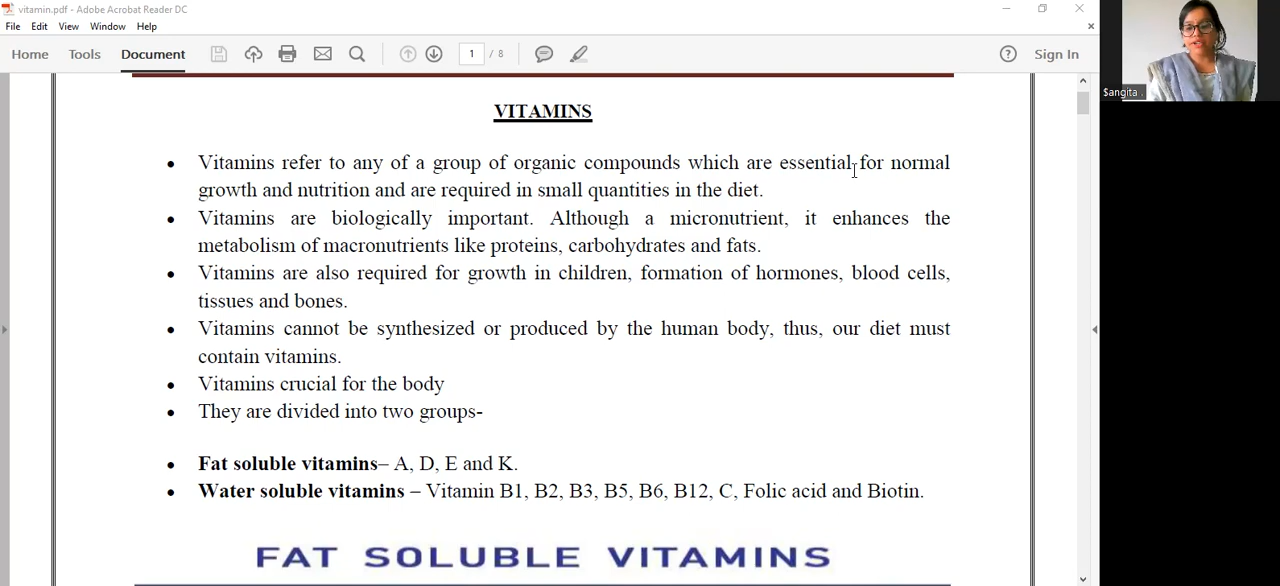 vitamin.pdf - Adobe Acrobat Reader DC
File Edit View Window Help
Home Tools Document 1 / 8 Sign In
VITAMINS
• Vitamins refer to any of a group of organic compounds which are essential for normal
growth and nutrition and are required in small quantities in the diet.
• Vitamins are biologically important. Although a micronutrient, it enhances the
metabolism of macronutrients like proteins, carbohydrates and fats.
• Vitamins are also required for growth in children, formation of hormones, blood cells,
tissues and bones.
• Vitamins cannot be synthesized or produced by the human body, thus, our diet must
contain vitamins.
• Vitamins crucial for the body
• They are divided into two groups-
• Fat soluble vitamins– A, D, E and K.
• Water soluble vitamins – Vitamin B1, B2, B3, B5, B6, B12, C, Folic acid and Biotin.
FAT SOLUBLE VITAMINS
Sangita .